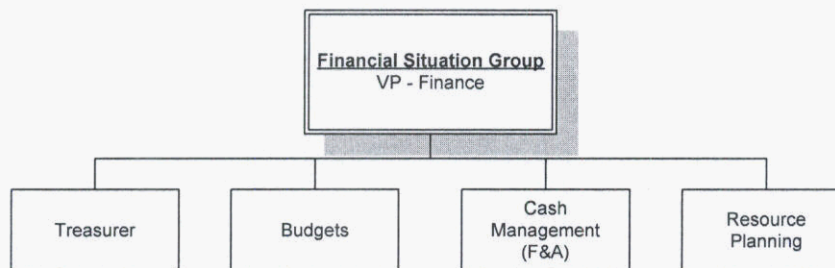 Financial Situation Group
VP - Finance
Treasurer
Budgets
Cash
Management
(F&A)
Resource
Planning